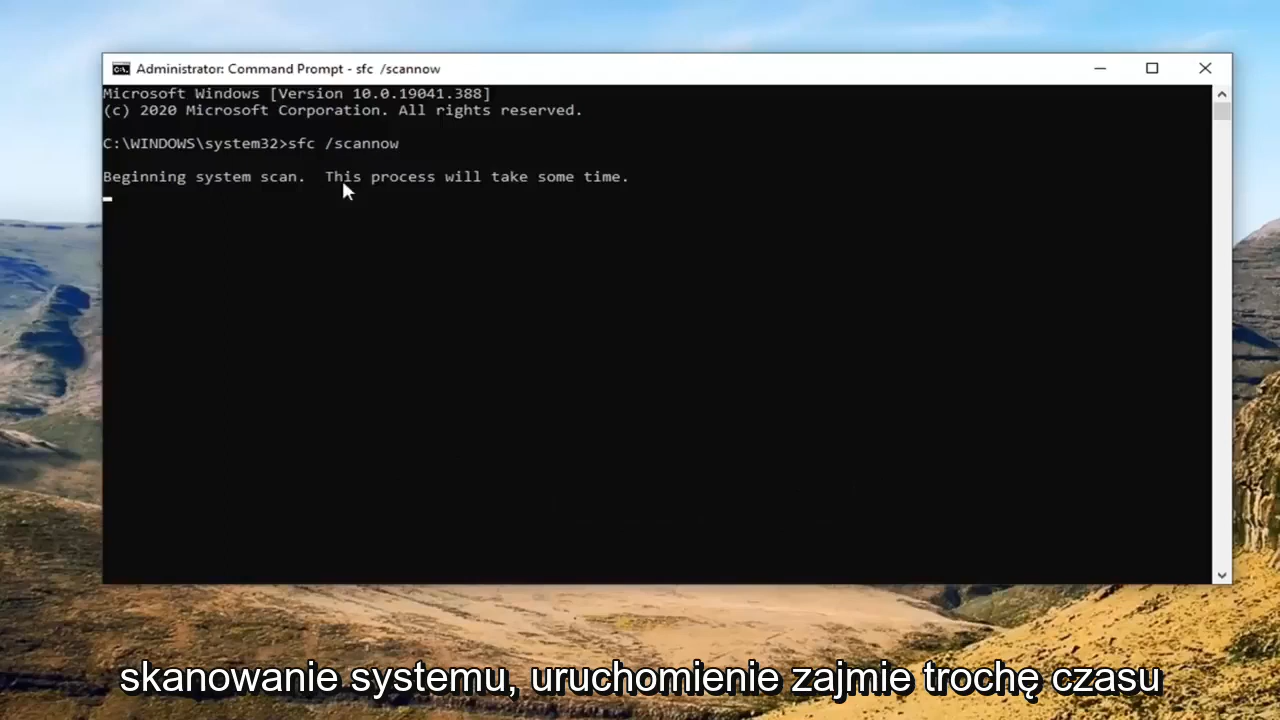 Administrator: Command Prompt - sfc  /scannow
Microsoft Windows [Version 10.0.19041.388]
(c) 2020 Microsoft Corporation. All rights reserved.
C:\WINDOWS\system32>sfc /scannow
Beginning system scan.  This process will take some time.
skanowanie systemu, uruchomienie zajmie trochę czasu